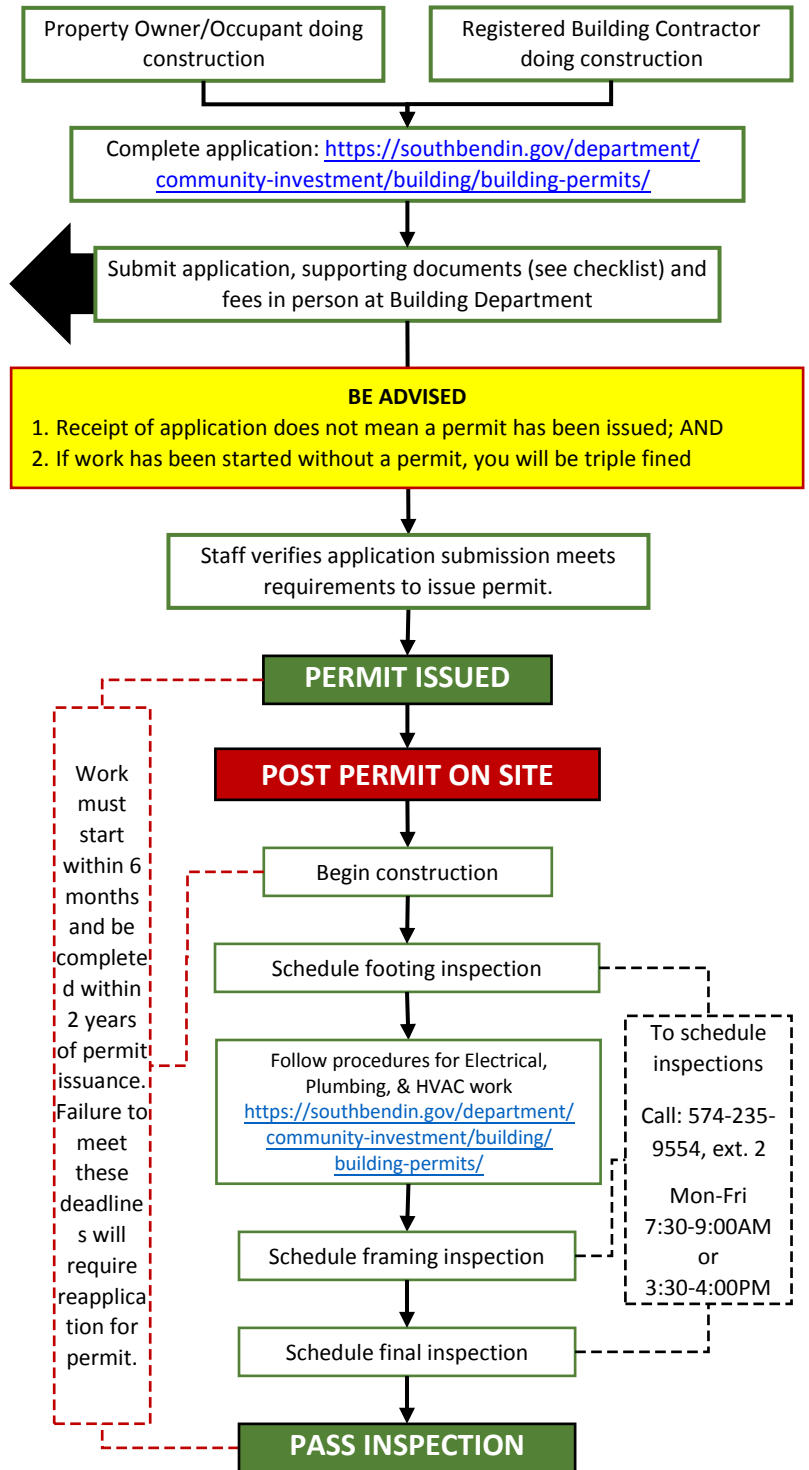 Property Owner/Occupant doing
construction
Registered Building Contractor
doing construction
Complete application: https://southbendin.gov/department/
community-investment/building/building-permits/
Submit application, supporting documents (see checklist) and
fees in person at Building Department
BE ADVISED
1. Receipt of application does not mean a permit has been issued; AND
2. If work has been started without a permit, you will be triple fined
Staff verifies application submission meets
requirements to issue permit.
PERMIT ISSUED
POST PERMIT ON SITE
Work
must
start
within 6
months
and be
complete
d within
2 years
of permit
issuance.
Failure to
meet
these
deadline
s will
require
reapplica
tion for
permit.
Begin construction
Schedule footing inspection
Follow procedures for Electrical,
Plumbing, & HVAC work
https://southbendin.gov/department/
community-investment/building/
building-permits/
To schedule
inspections
Call: 574-235-
9554, ext. 2
Mon-Fri
7:30-9:00AM
or
3:30-4:00PM
Schedule framing inspection
Schedule final inspection
PASS INSPECTION